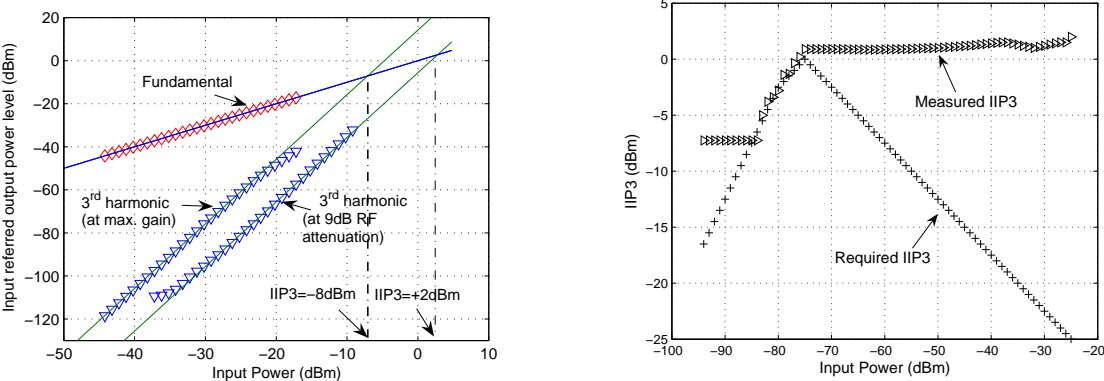 20
0
−20
−40
−60
−80
−100
−120
−50
−40
−30
−20
−10
0
10
Input Power (dBm)
Input referred output power level (dBm)
Fundamental
3rd harmonic
(at max. gain)
3rd harmonic
(at 9dB RF
attenuation)
IIP3=−8dBm
IIP3=+2dBm
5
0
−5
−10
−15
−20
−25
−100
−90
−80
−70
−60
−50
−40
−30
−20
Input Power (dBm)
IIP3 (dBm)
Measured IIP3
Required IIP3